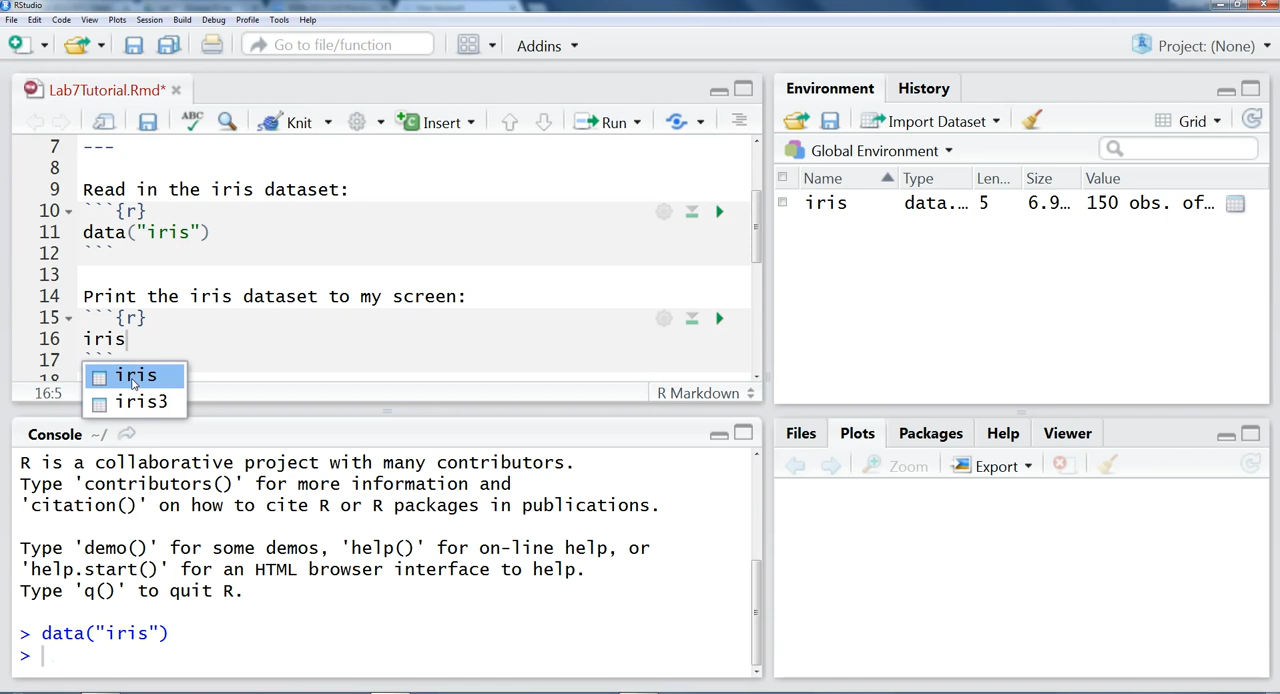 RStudio
File Edit Code View Plots Session Build Debug Profile Tools Help
Go to file/function Addins Project: (None)
Lab7Tutorial.Rmd*
ABC Knit Insert Run
7 ---
8
9 Read in the iris dataset:
10 ```{r}
11 data("iris")
12 ```
13
14 Print the iris dataset to my screen:
15 ```{r}
16 iris
17 ```
18
iris
iris3
16:5 R Markdown
Console ~/
R is a collaborative project with many contributors.
Type 'contributors()' for more information and
'citation()' on how to cite R or R packages in publications.
Type 'demo()' for some demos, 'help()' for on-line help, or
'help.start()' for an HTML browser interface to help.
Type 'q()' to quit R.
> data("iris")
>
Environment History
Import Dataset Grid
Global Environment
Name Type Len... Size Value
iris data.... 5 6.9... 150 obs. of...
Files Plots Packages Help Viewer
Zoom Export